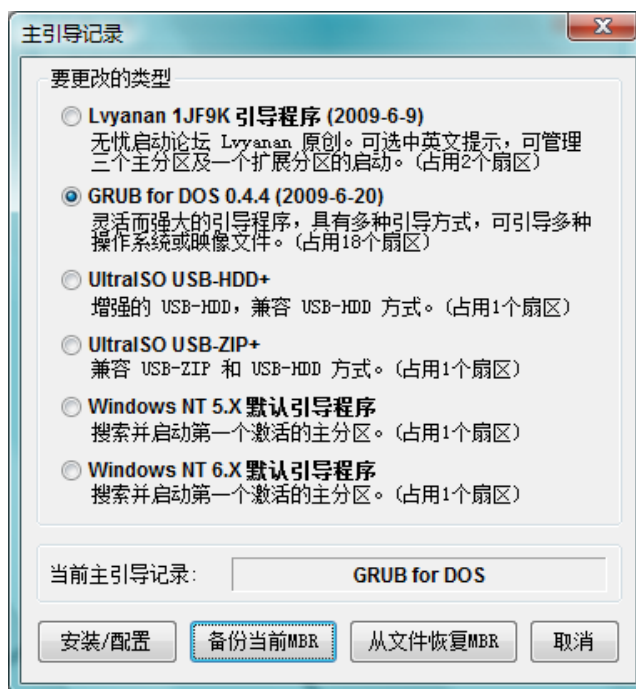 主引导记录
要更改的类型
Lvyanan 1JF9K 引导程序 (2009-6-9)
无忧启动论坛 Lvyanan 原创。可选中英文提示，可管理
三个主分区及一个扩展分区的启动。(占用2个扇区)
GRUB for DOS 0.4.4 (2009-6-20)
灵活而强大的引导程序，具有多种引导方式，可引导多种
操作系统或映像文件。(占用18个扇区)
UltraISO USB-HDD+
增强的 USB-HDD，兼容 USB-HDD 方式。(占用1个扇区)
UltraISO USB-ZIP+
兼容 USB-ZIP 和 USB-HDD 方式。(占用1个扇区)
Windows NT 5.X 默认引导程序
搜索并启动第一个激活的主分区。(占用1个扇区)
Windows NT 6.X 默认引导程序
搜索并启动第一个激活的主分区。(占用1个扇区)
当前主引导记录: GRUB for DOS
安装/配置 备份当前MBR 从文件恢复MBR 取消